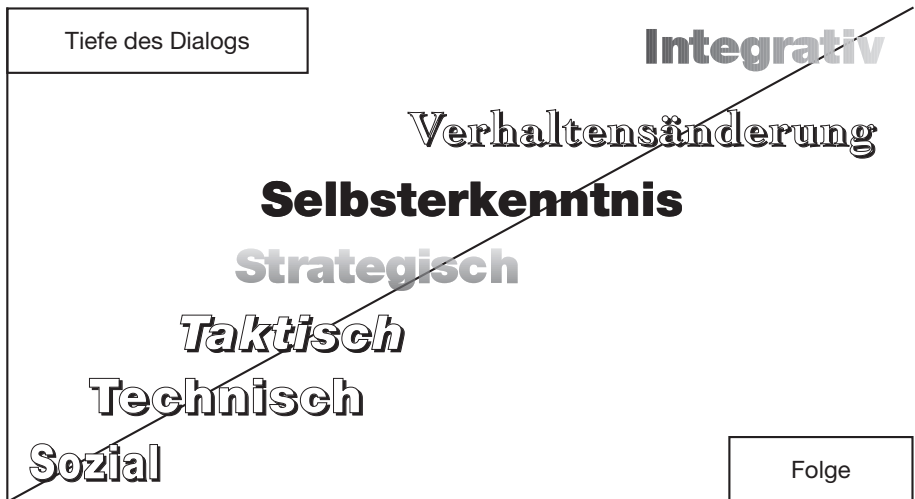 Tiefe des Dialogs
Integrativ
Verhaltensänderung
Selbsterkenntnis
Strategisch
Taktisch
Technisch
Sozial
Folge